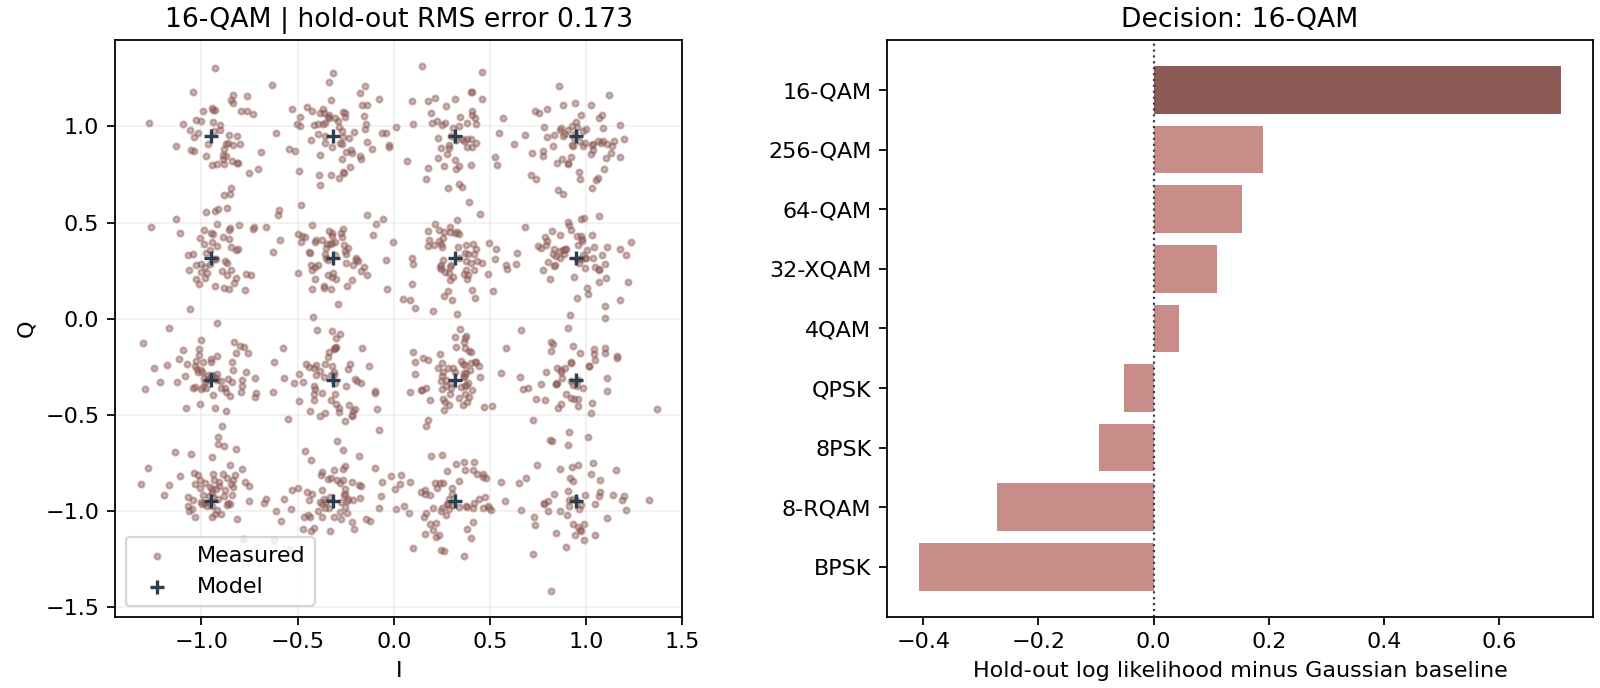 16-QAM | hold-out RMS error 0.173
1.0
0.5
0.0
−0.5
−1.0
−1.5
Q
−1.0
−0.5
0.0
0.5
1.0
1.5
I
Measured
Model
Decision: 16-QAM
16-QAM
256-QAM
64-QAM
32-XQAM
4QAM
QPSK
8PSK
8-RQAM
BPSK
−0.4
−0.2
0.0
0.2
0.4
0.6
Hold-out log likelihood minus Gaussian baseline